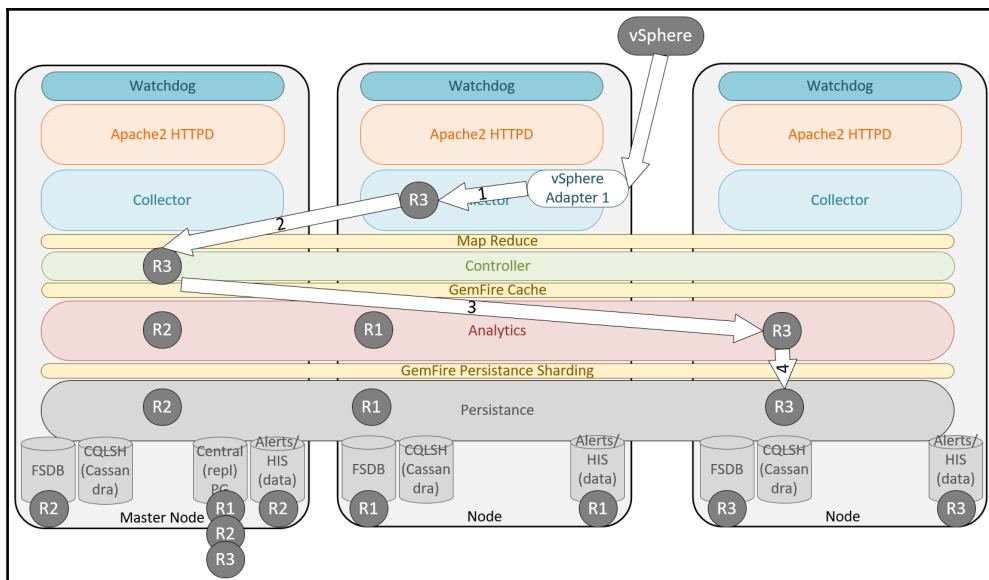 vSphere
Watchdog
Watchdog
Watchdog
Apache2 HTTPD
Apache2 HTTPD
Apache2 HTTPD
Collector
R3
1
vSphere
Adapter 1
Collector
2
Map Reduce
R3
Controller
GemFire Cache
3
R2
R1
Analytics
R3
GemFire Persistance Sharding
4
R2
R1
Persistance
R3
FSDB
CQLSH
(Cassan
dra)
Central
(repl)
PG
Alerts/
HIS
(data)
R2
Master Node
R1
R2
R2
R3
FSDB
CQLSH
(Cassan
dra)
Alerts/
HIS
(data)
R1
Node
R1
FSDB
CQLSH
(Cassan
dra)
Alerts/
HIS
(data)
R3
Node
R3